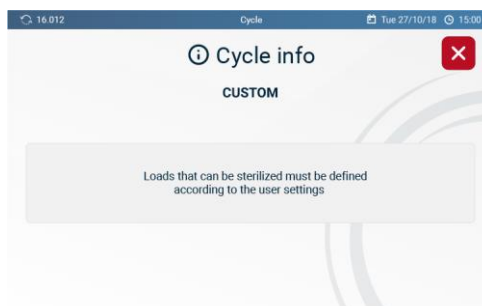 16.012 Cycle Tue 27/10/18 15:00
Cycle info
CUSTOM
Loads that can be sterilized must be defined
according to the user settings